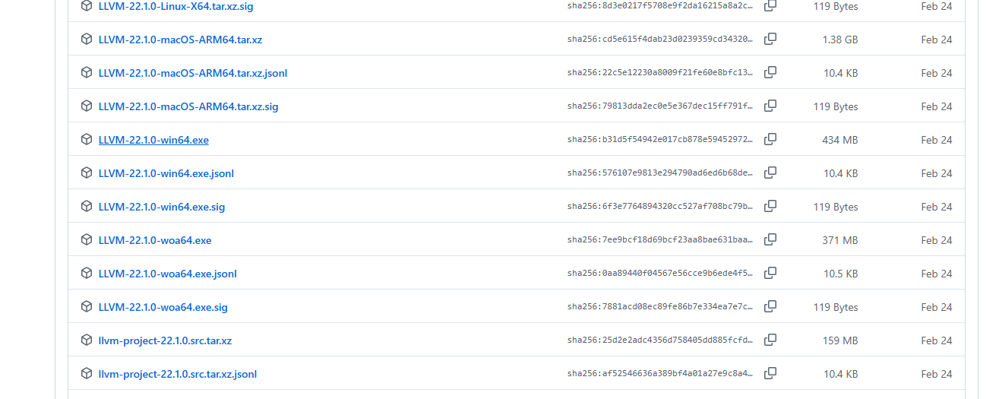 LLVM-22.1.0-Linux-X64.tar.xz.sig sha256:8d3e0217f5708e9f2da16215a8a2c… 119 Bytes Feb 24
LLVM-22.1.0-macOS-ARM64.tar.xz sha256:cd5e615f4dab23d0239359cd34320… 1.38 GB Feb 24
LLVM-22.1.0-macOS-ARM64.tar.xz.jsonl sha256:22c5e12230a8009f21fe60e8bfc13… 10.4 KB Feb 24
LLVM-22.1.0-macOS-ARM64.tar.xz.sig sha256:79813dda2ec0e5e367dec15ff791f… 119 Bytes Feb 24
LLVM-22.1.0-win64.exe sha256:b31d5f54942e017cb878e59452972… 434 MB Feb 24
LLVM-22.1.0-win64.exe.jsonl sha256:576107e9813e294790ad6ed6b68de… 10.4 KB Feb 24
LLVM-22.1.0-win64.exe.sig sha256:6f3e7764894320cc527af708bc79b… 119 Bytes Feb 24
LLVM-22.1.0-woa64.exe sha256:7ee9bcf18d69bcf23aa8bae631baa… 371 MB Feb 24
LLVM-22.1.0-woa64.exe.jsonl sha256:0aa89440f04567e56cce9b6ede4f5… 10.5 KB Feb 24
LLVM-22.1.0-woa64.exe.sig sha256:7881acd08ec89fe86b7e334ea7e7c… 119 Bytes Feb 24
llvm-project-22.1.0.src.tar.xz sha256:25d2e2adc4356d758405dd885fcfd… 159 MB Feb 24
llvm-project-22.1.0.src.tar.xz.jsonl sha256:af52546636a389bf4a01a27e9c8a4… 10.4 KB Feb 24